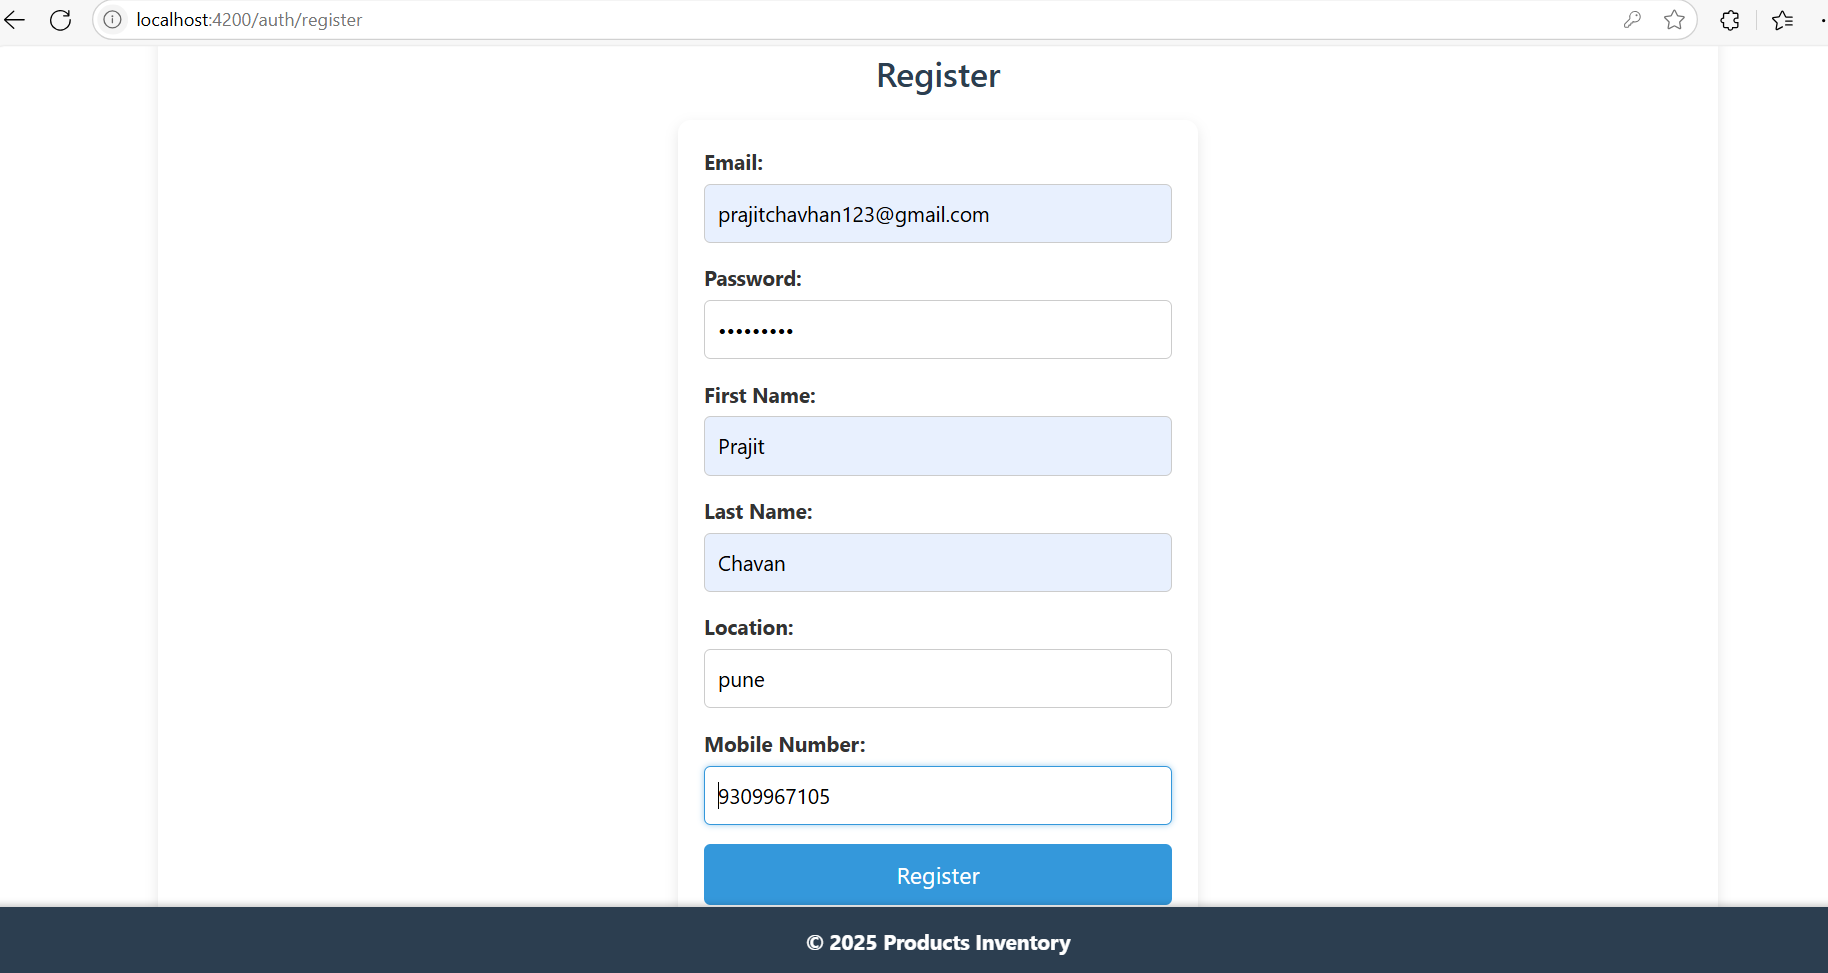 localhost:4200/auth/register
Register
Email:
prajitchavhan123@gmail.com
Password:
•••••••••
First Name:
Prajit
Last Name:
Chavan
Location:
pune
Mobile Number:
9309967105
Register
© 2025 Products Inventory